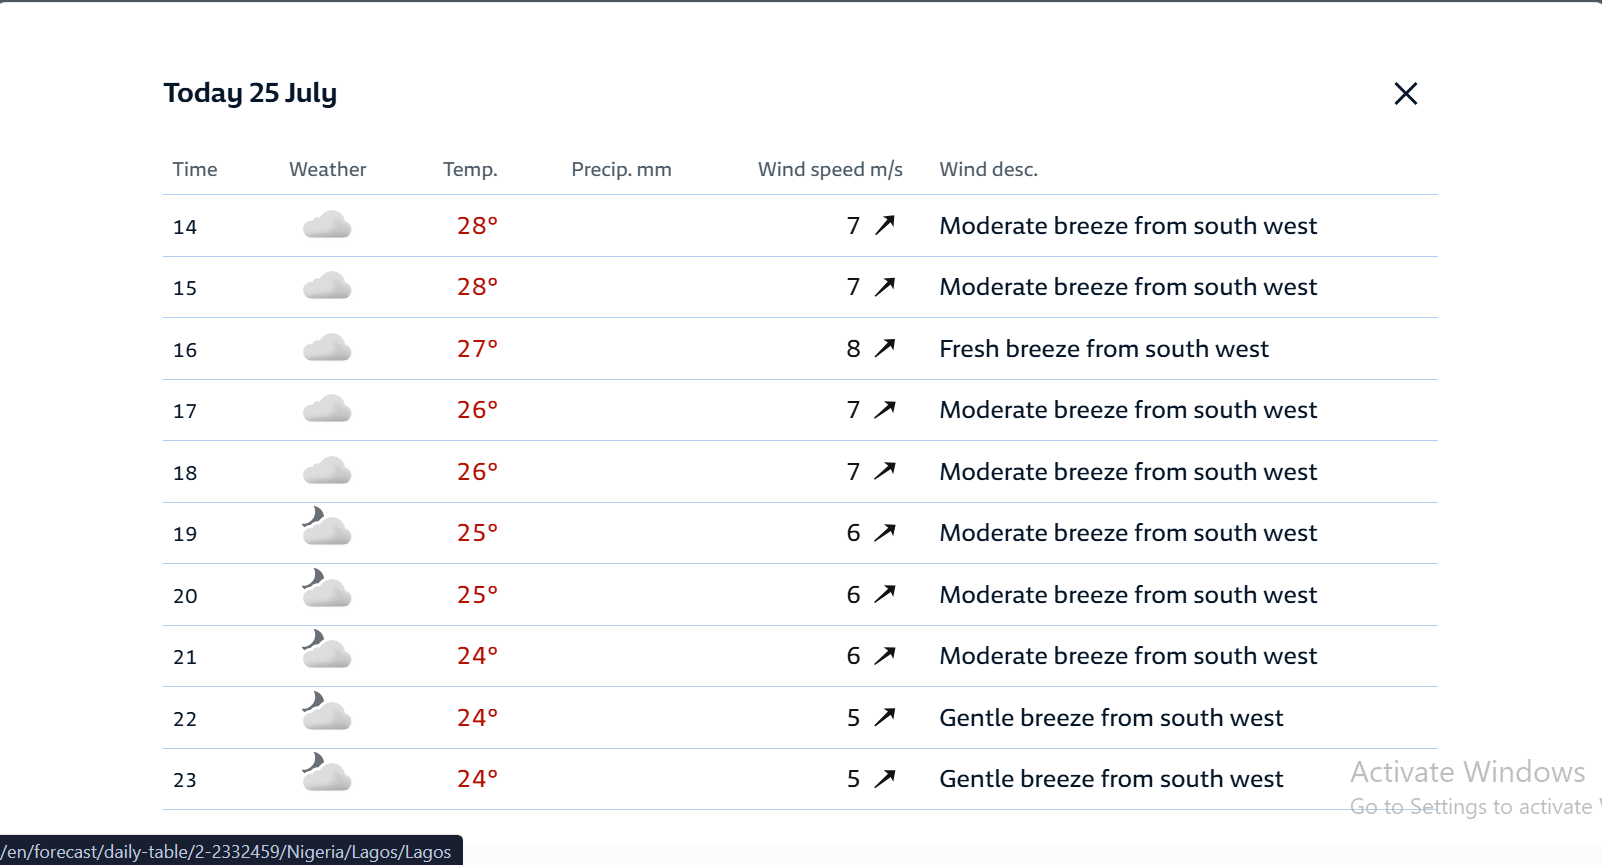 Today 25 July
Time Weather Temp. Precip. mm Wind speed m/s Wind desc.
14 28° 7 Moderate breeze from south west
15 28° 7 Moderate breeze from south west
16 27° 8 Fresh breeze from south west
17 26° 7 Moderate breeze from south west
18 26° 7 Moderate breeze from south west
19 25° 6 Moderate breeze from south west
20 25° 6 Moderate breeze from south west
21 24° 6 Moderate breeze from south west
22 24° 5 Gentle breeze from south west
23 24° 5 Gentle breeze from south west
Activate Windows
Go to Settings to activate
/en/forecast/daily-table/2-2332459/Nigeria/Lagos/Lagos